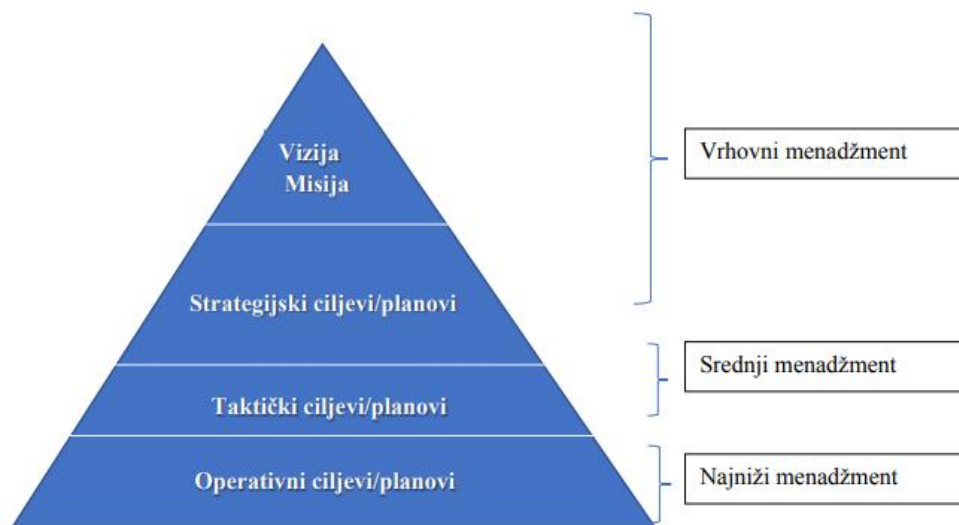 Vizija
Misija
Vrhovni menadžment
Strategijski ciljevi/planovi
Srednji menadžment
Taktički ciljevi/planovi
Operativni ciljevi/planovi
Najniži menadžment